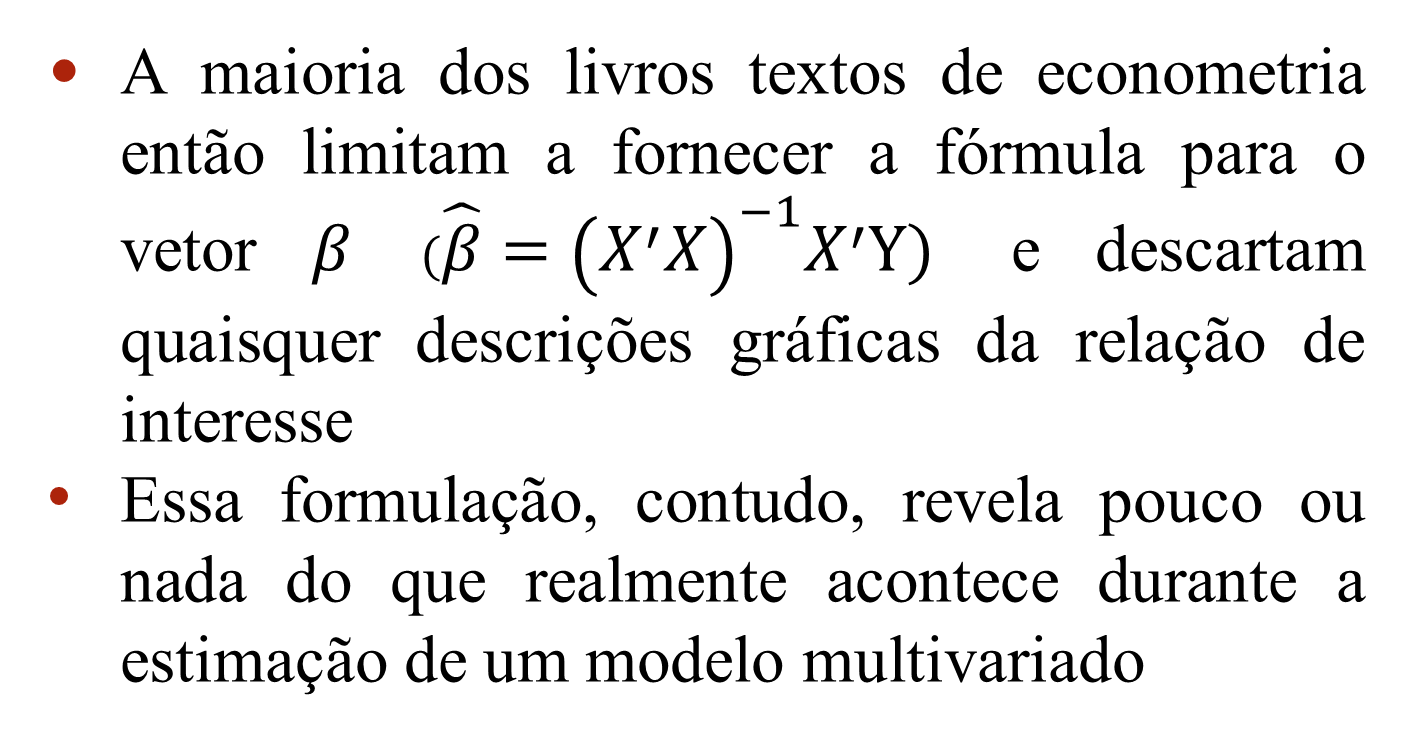 • A maioria dos livros textos de econometria
então limitam a fornecer a fórmula para o
vetor β (β̂ = (X′X)⁻¹X′Y) e descartam
quaisquer descrições gráficas da relação de
interesse
• Essa formulação, contudo, revela pouco ou
nada do que realmente acontece durante a
estimação de um modelo multivariado